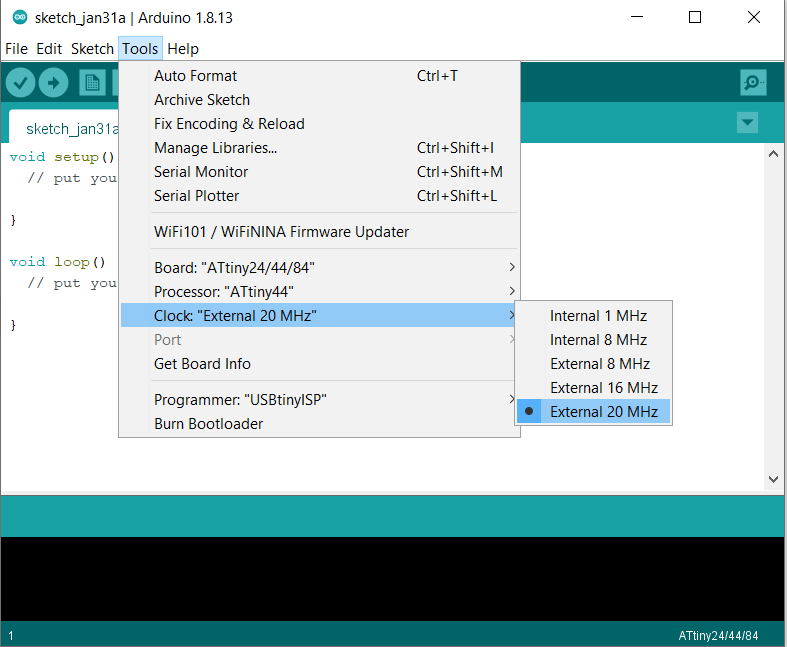 sketch_jan31a | Arduino 1.8.13
File Edit Sketch Tools Help
Auto Format Ctrl+T
Archive Sketch
Fix Encoding & Reload
Manage Libraries... Ctrl+Shift+I
Serial Monitor Ctrl+Shift+M
Serial Plotter Ctrl+Shift+L
WiFi101 / WiFiNINA Firmware Updater
Board: "ATtiny24/44/84"
Processor: "ATtiny44"
Clock: "External 20 MHz"
Port
Get Board Info
Programmer: "USBtinyISP"
Burn Bootloader
Internal 1 MHz
Internal 8 MHz
External 8 MHz
External 16 MHz
External 20 MHz
sketch_jan31a
void setup()
// put you
}
void loop()
// put you
}
1
ATtiny24/44/84